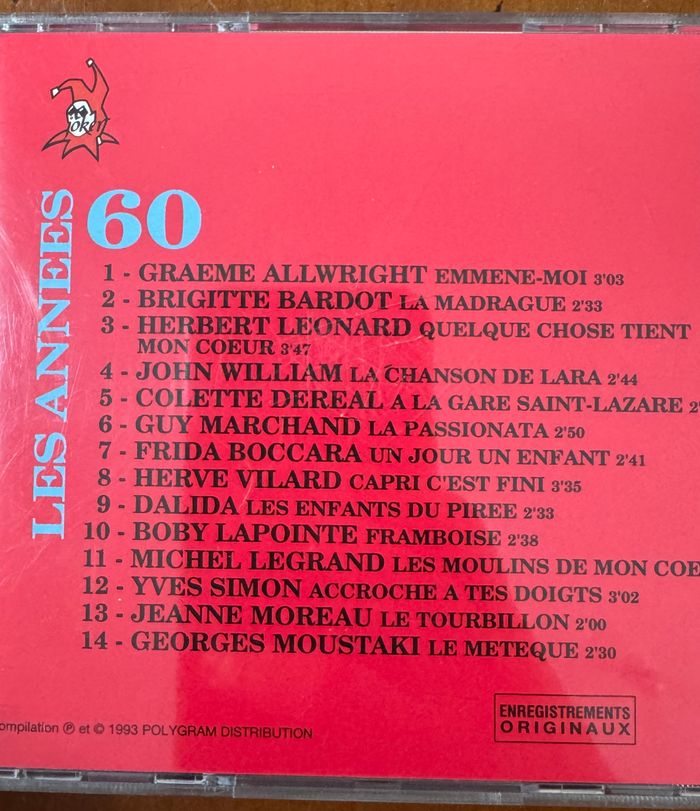 Joker
LES ANNEES
60
1 - GRAEME ALLWRIGHT EMMENE-MOI 3'03
2 - BRIGITTE BARDOT LA MADRAGUE 2'33
3 - HERBERT LEONARD QUELQUE CHOSE TIENT
MON COEUR 3'47
4 - JOHN WILLIAM LA CHANSON DE LARA 2'44
5 - COLETTE DEREAL A LA GARE SAINT-LAZARE
6 - GUY MARCHAND LA PASSIONATA 2'50
7 - FRIDA BOCCARA UN JOUR UN ENFANT 2'41
8 - HERVE VILARD CAPRI C'EST FINI 3'35
9 - DALIDA LES ENFANTS DU PIREE 2'33
10 - BOBY LAPOINTE FRAMBOISE 2'38
11 - MICHEL LEGRAND LES MOULINS DE MON COE
12 - YVES SIMON ACCROCHE A TES DOIGTS 3'02
13 - JEANNE MOREAU LE TOURBILLON 2'00
14 - GEORGES MOUSTAKI LE METEQUE 2'30
ompilation ℗ et © 1993 POLYGRAM DISTRIBUTION
ENREGISTREMENTS
ORIGINAUX